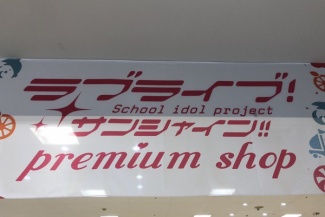 ラブライブ!
School idol project
サンシャイン!!
premium shop